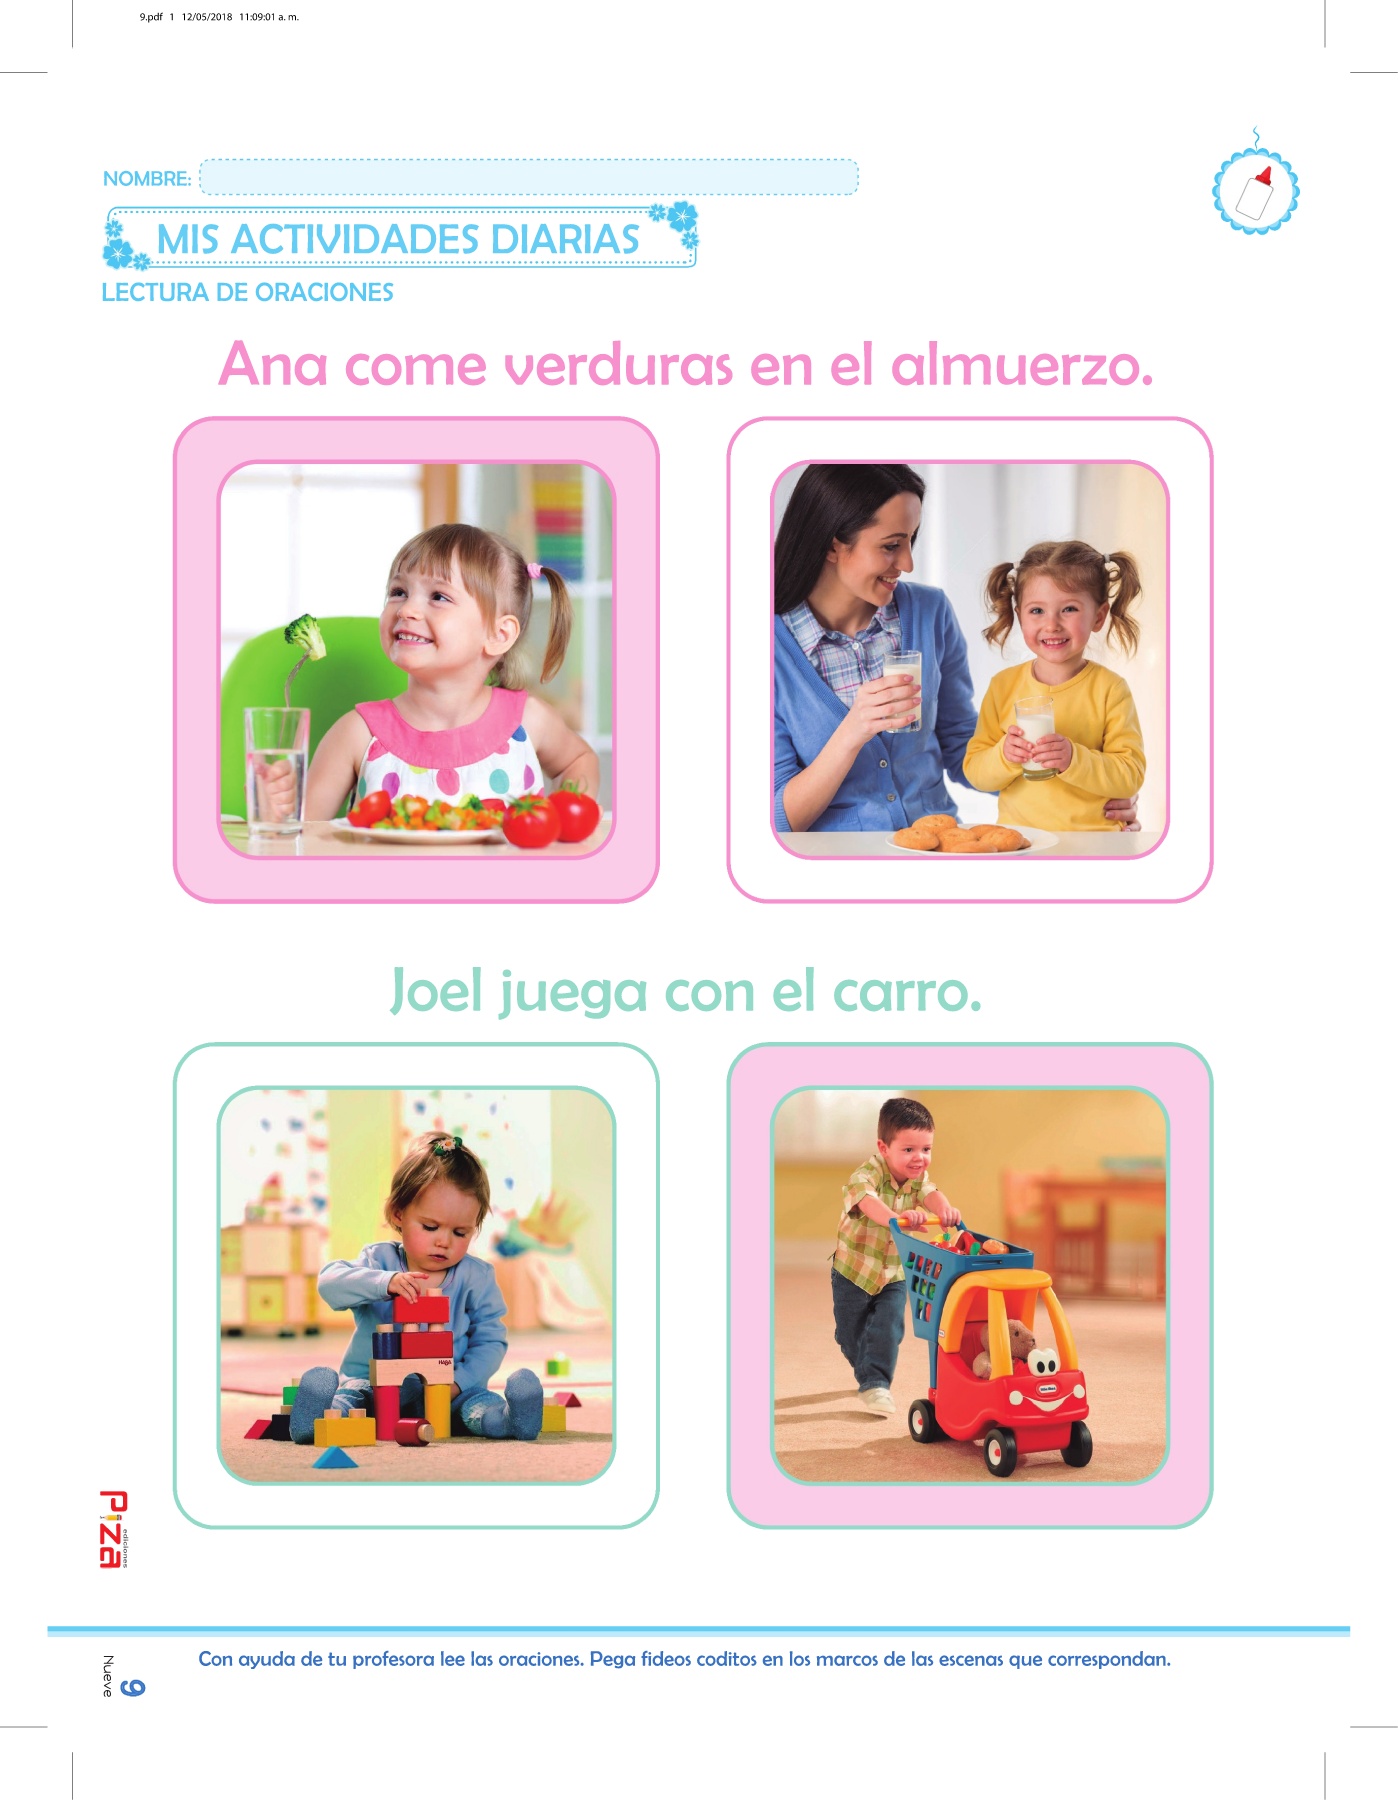 9.pdf 1 12/05/2018 11:09:01 a. m.
NOMBRE:
MIS ACTIVIDADES DIARIAS
LECTURA DE ORACIONES
Ana come verduras en el almuerzo.
Joel juega con el carro.
HABA
Piza
ediciones
Con ayuda de tu profesora lee las oraciones. Pega fideos coditos en los marcos de las escenas que correspondan.
Nueve
9